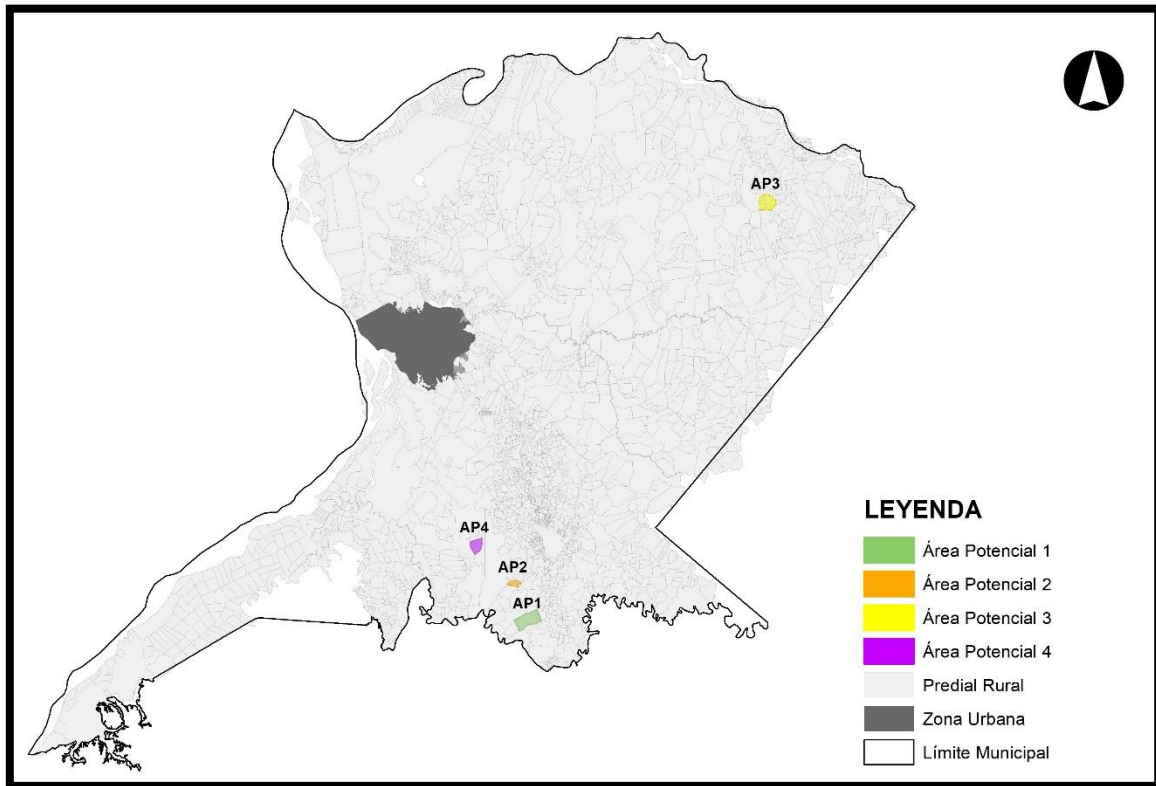 AP3
AP4
AP2
AP1
LEYENDA
Área Potencial 1
Área Potencial 2
Área Potencial 3
Área Potencial 4
Predial Rural
Zona Urbana
Límite Municipal